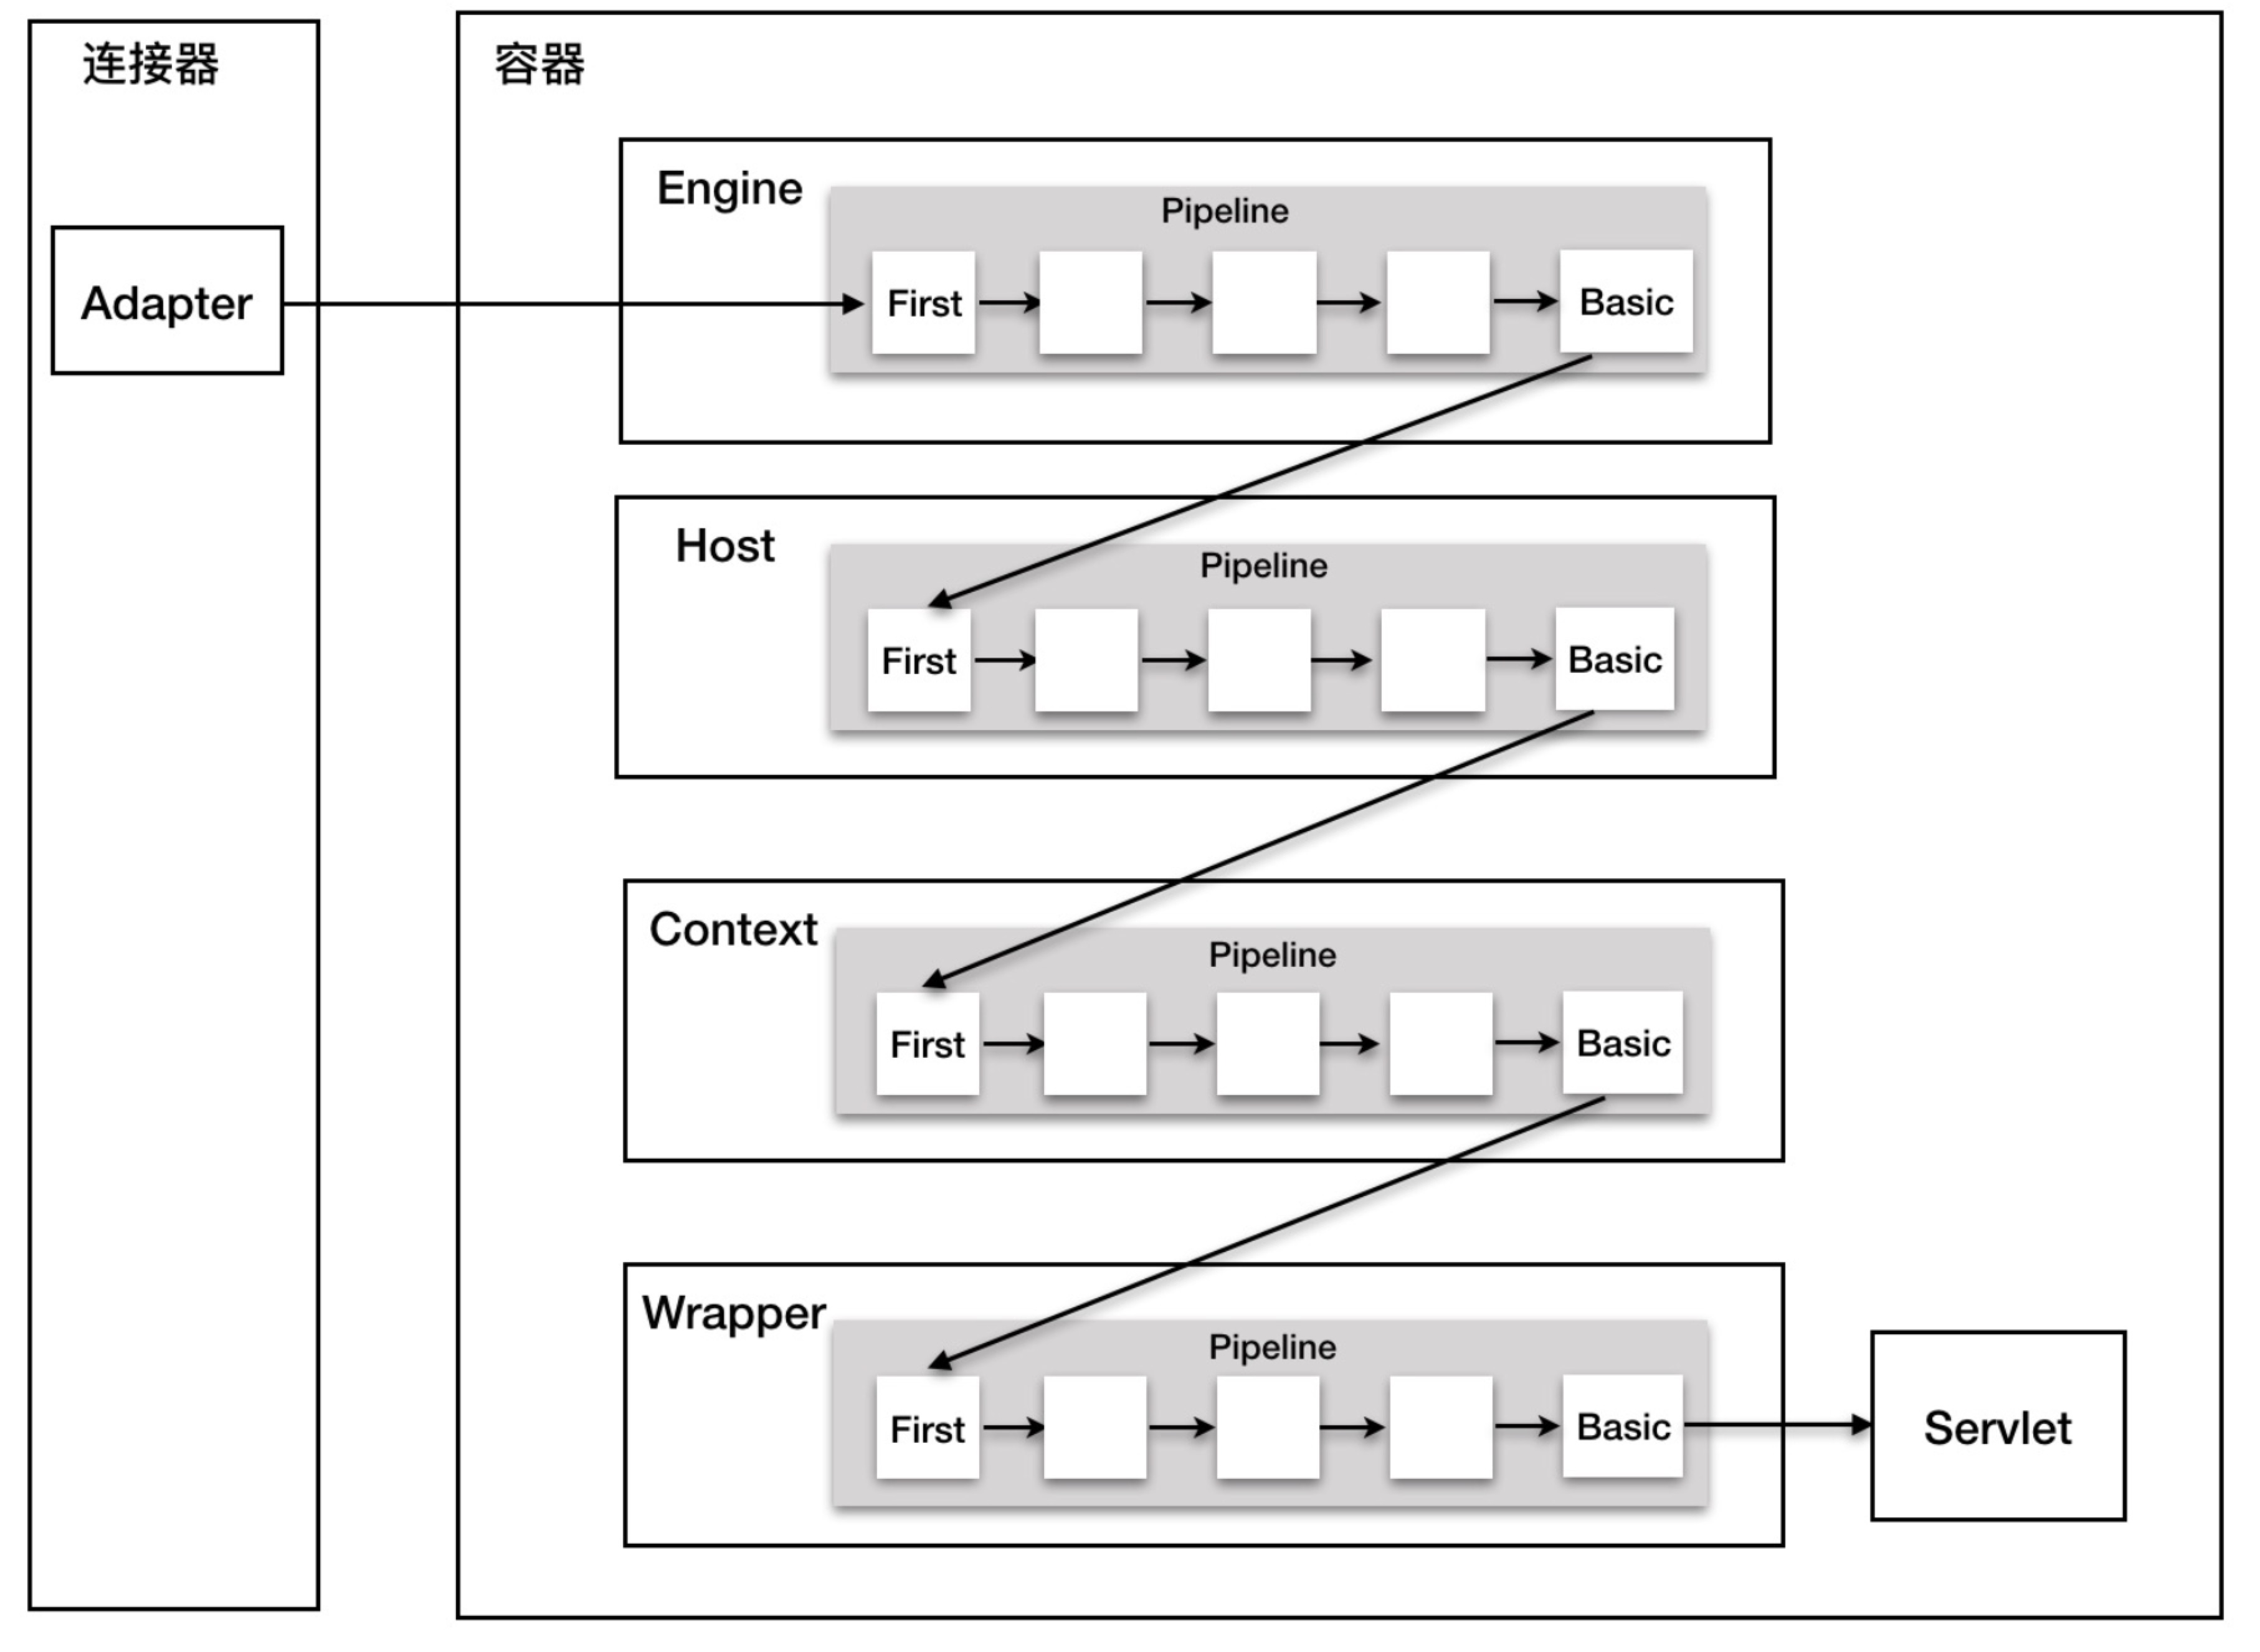 连接器
容器
Adapter
Engine
Pipeline
First
Basic
Host
Pipeline
First
Basic
Context
Pipeline
First
Basic
Wrapper
Pipeline
First
Basic
Servlet